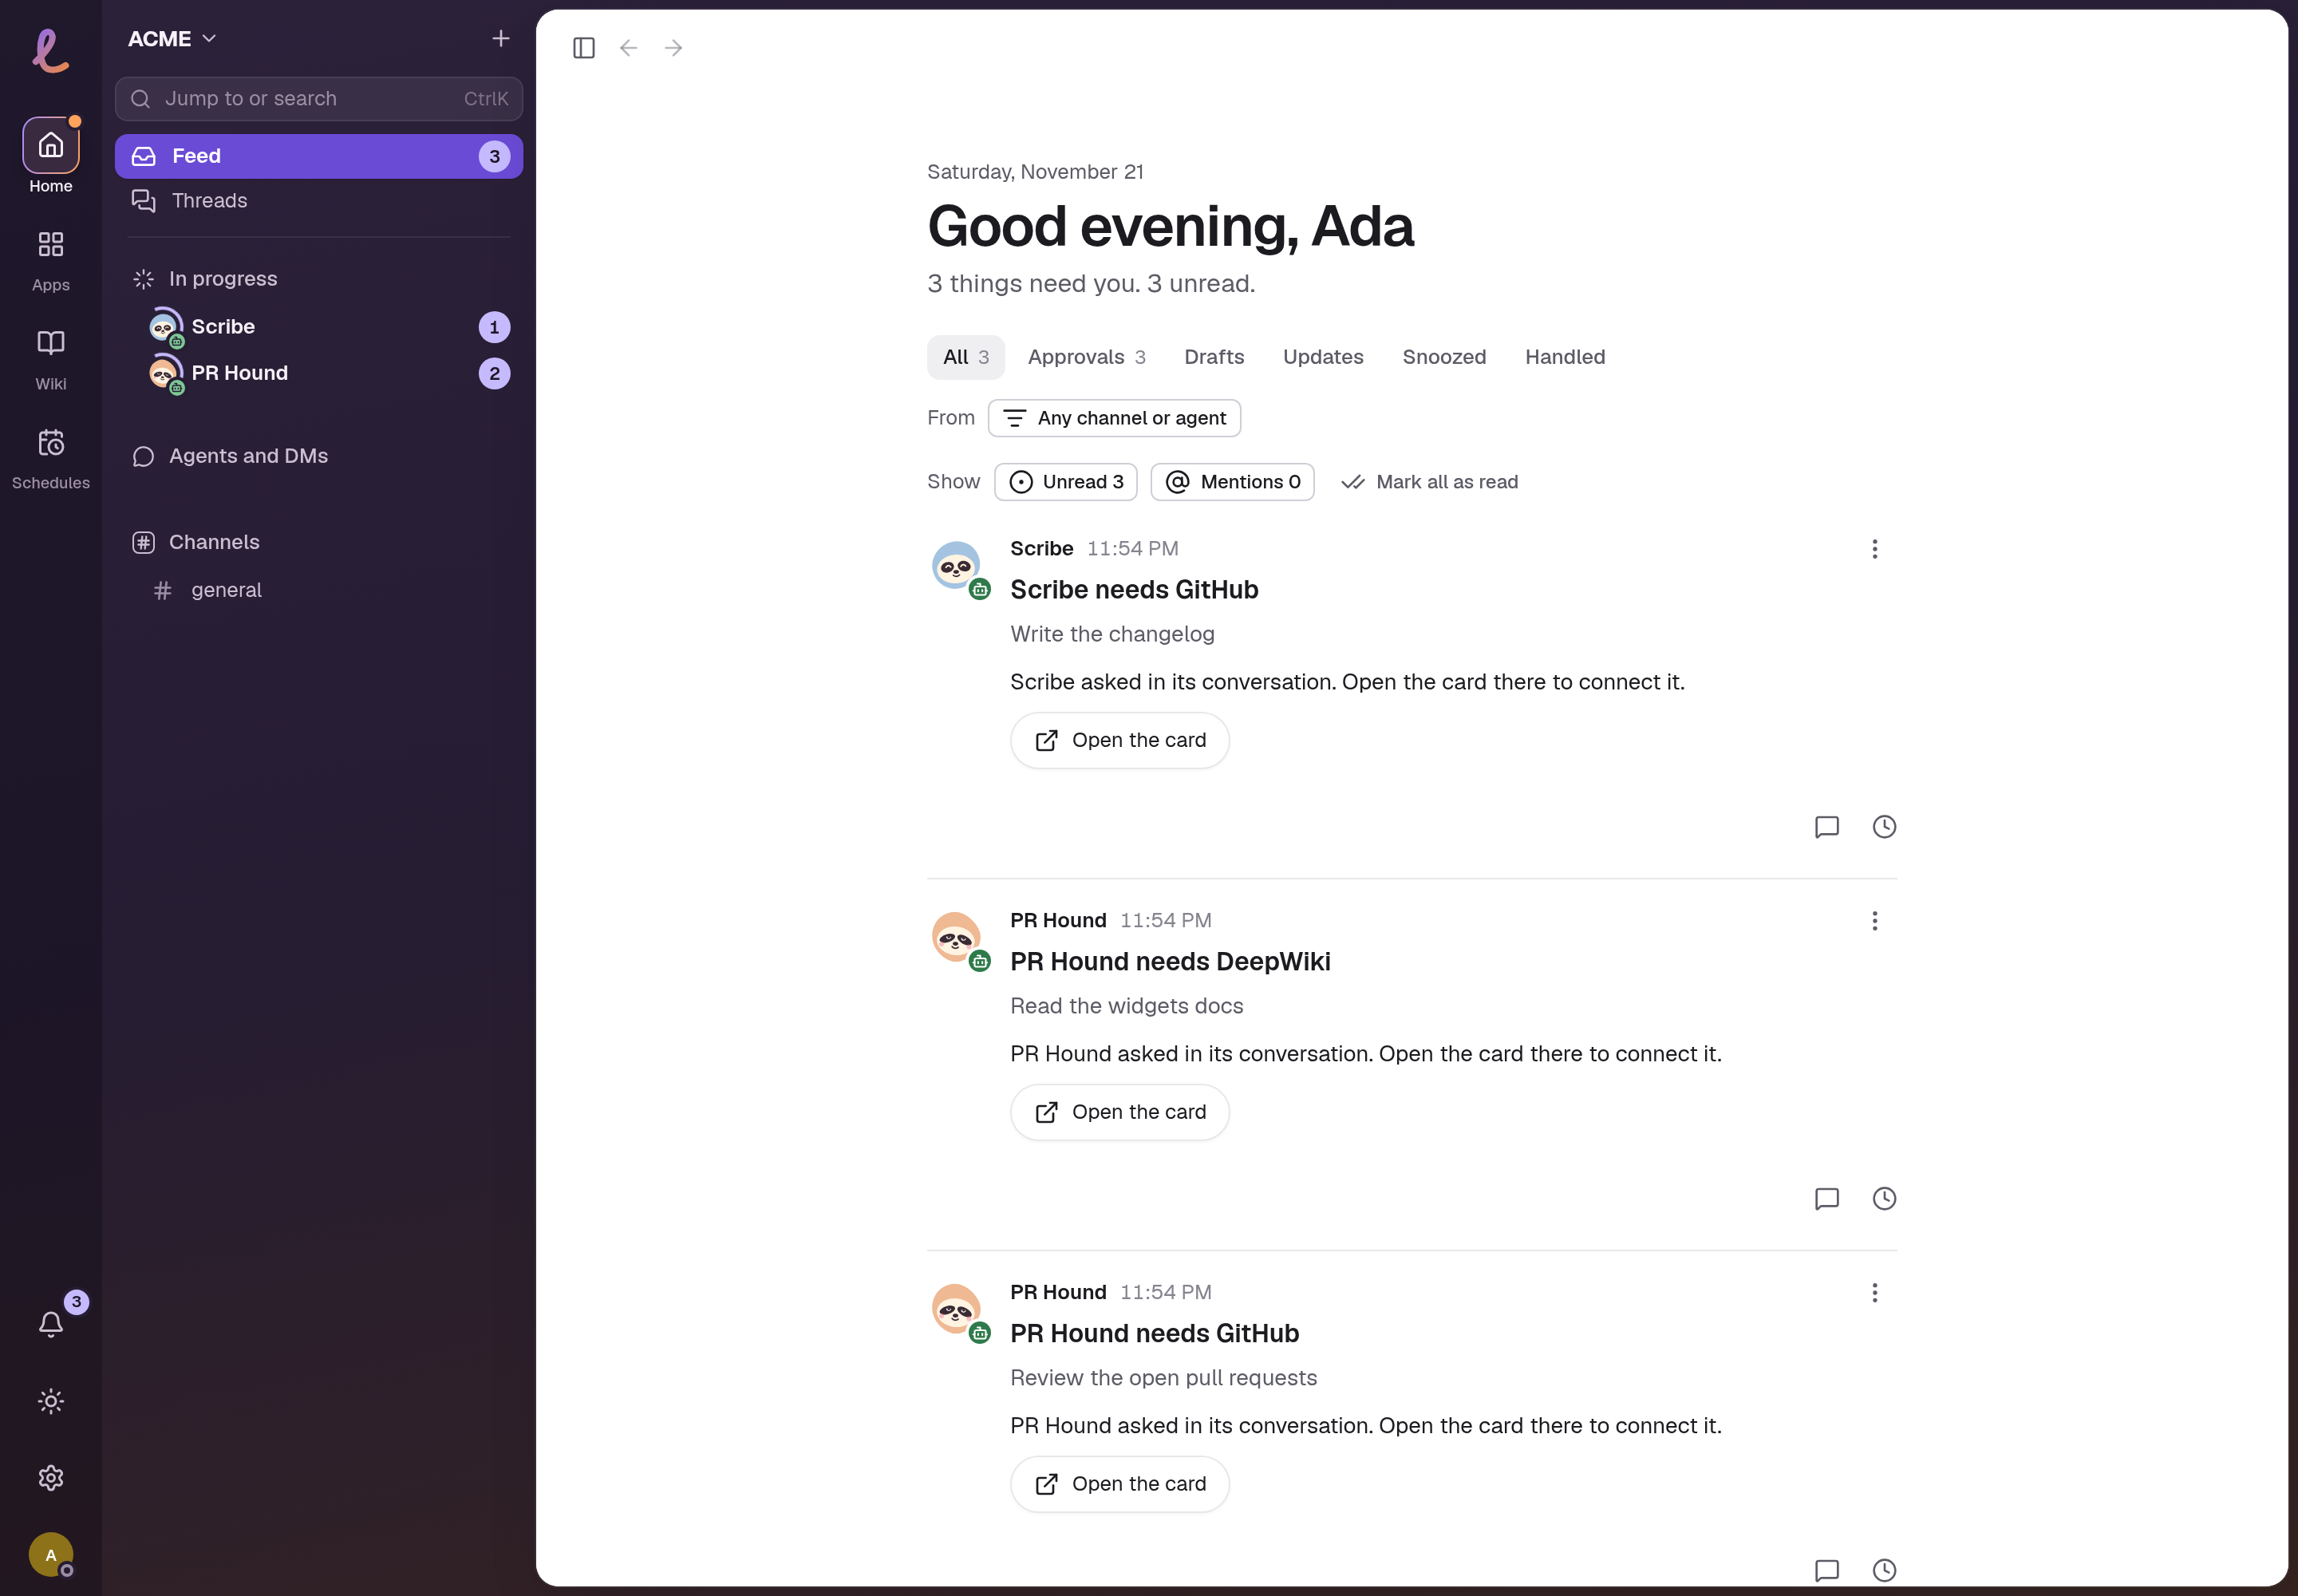 Home
Apps
Wiki
Schedules
3
A
ACME
Jump to or search CtrlK
Feed 3
Threads
In progress
Scribe 1
PR Hound 2
Agents and DMs
Channels
# general
Saturday, November 21
Good evening, Ada
3 things need you. 3 unread.
All 3 Approvals 3 Drafts Updates Snoozed Handled
From Any channel or agent
Show Unread 3 Mentions 0 Mark all as read
Scribe 11:54 PM
Scribe needs GitHub
Write the changelog
Scribe asked in its conversation. Open the card there to connect it.
Open the card
PR Hound 11:54 PM
PR Hound needs DeepWiki
Read the widgets docs
PR Hound asked in its conversation. Open the card there to connect it.
Open the card
PR Hound 11:54 PM
PR Hound needs GitHub
Review the open pull requests
PR Hound asked in its conversation. Open the card there to connect it.
Open the card